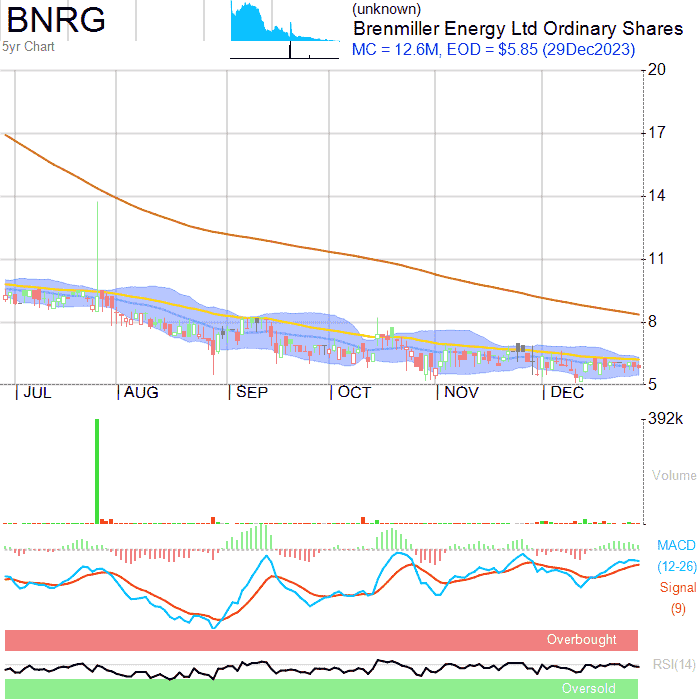 BNRG
5yr Chart
(unknown)
Brenmiller Energy Ltd Ordinary Shares
MC = 12.6M, EOD = $5.85 (29Dec2023)
20
17
14
11
8
5
| JUL | AUG | SEP | OCT | NOV | DEC
392k
Volume
MACD
(12-26)
Signal
(9)
Overbought
RSI(14)
Oversold